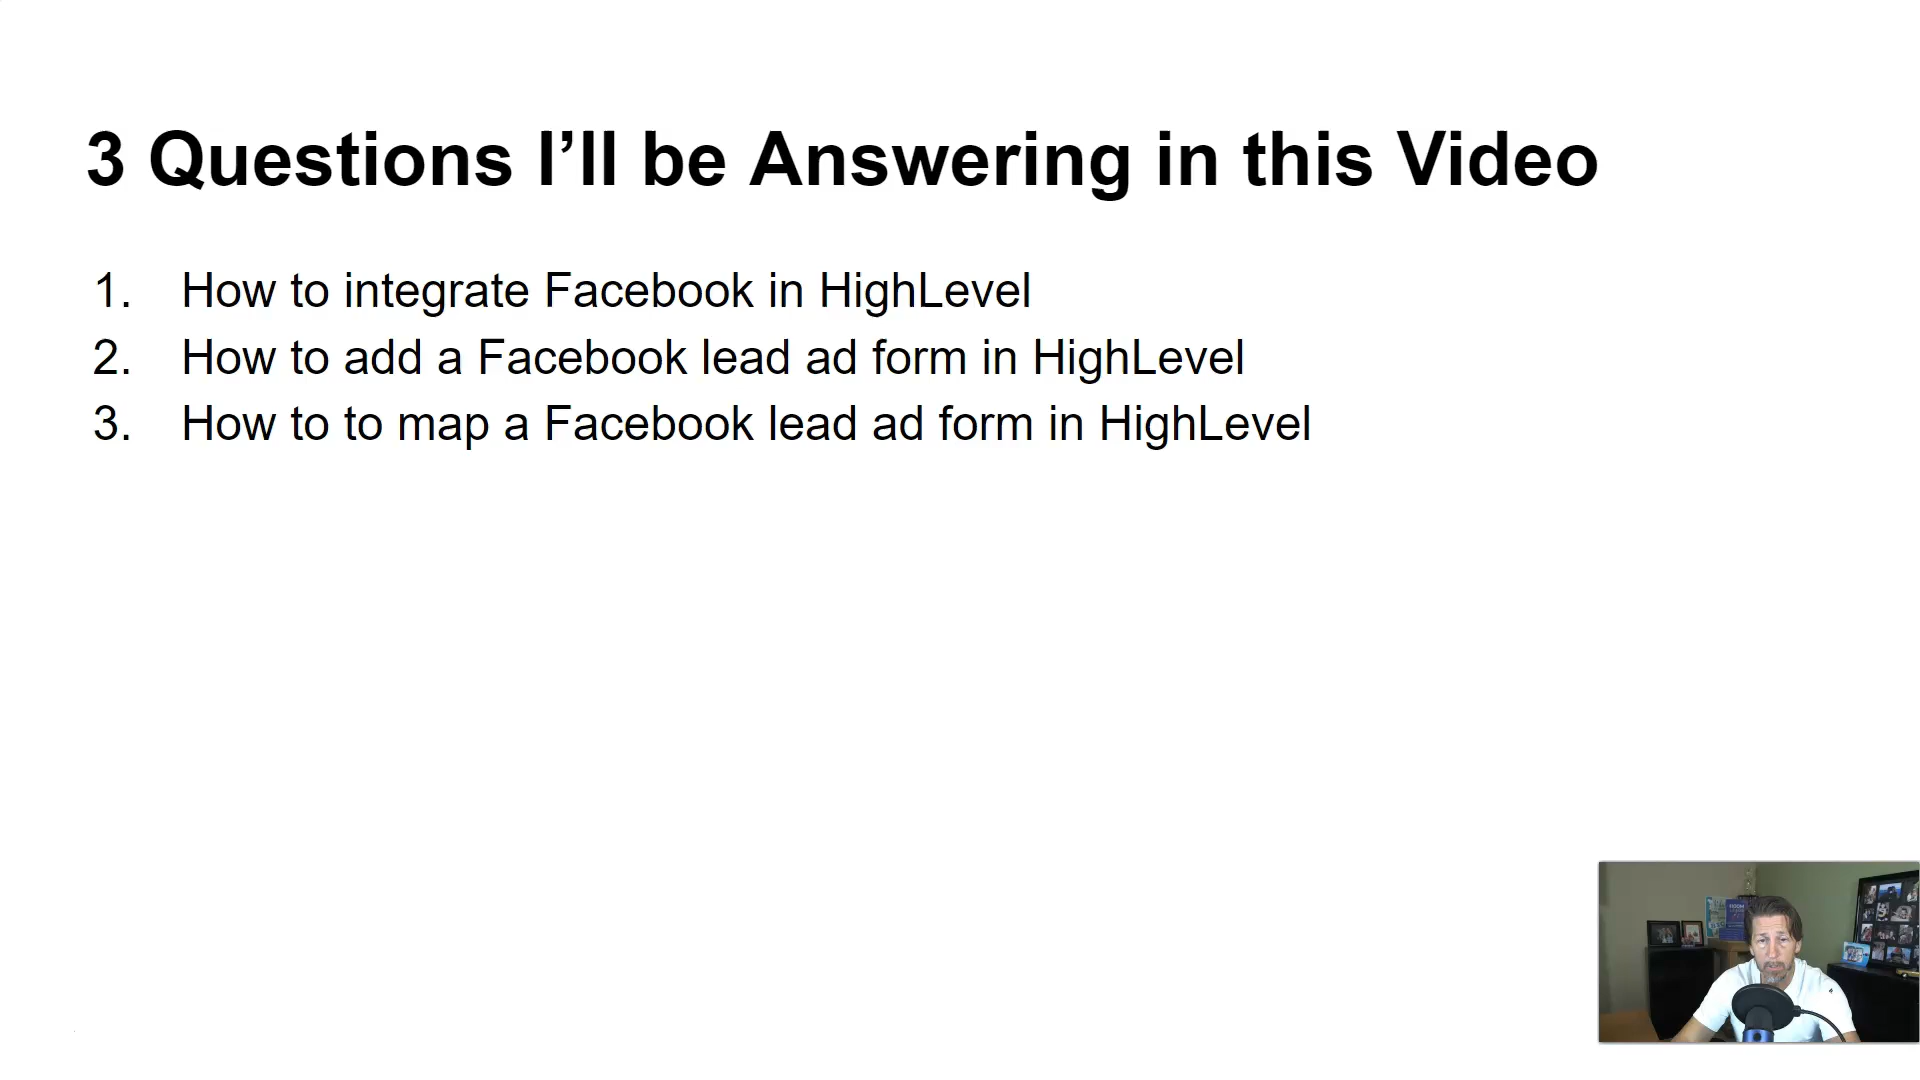 3 Questions I’ll be Answering in this Video
1. How to integrate Facebook in HighLevel
2. How to add a Facebook lead ad form in HighLevel
3. How to to map a Facebook lead ad form in HighLevel